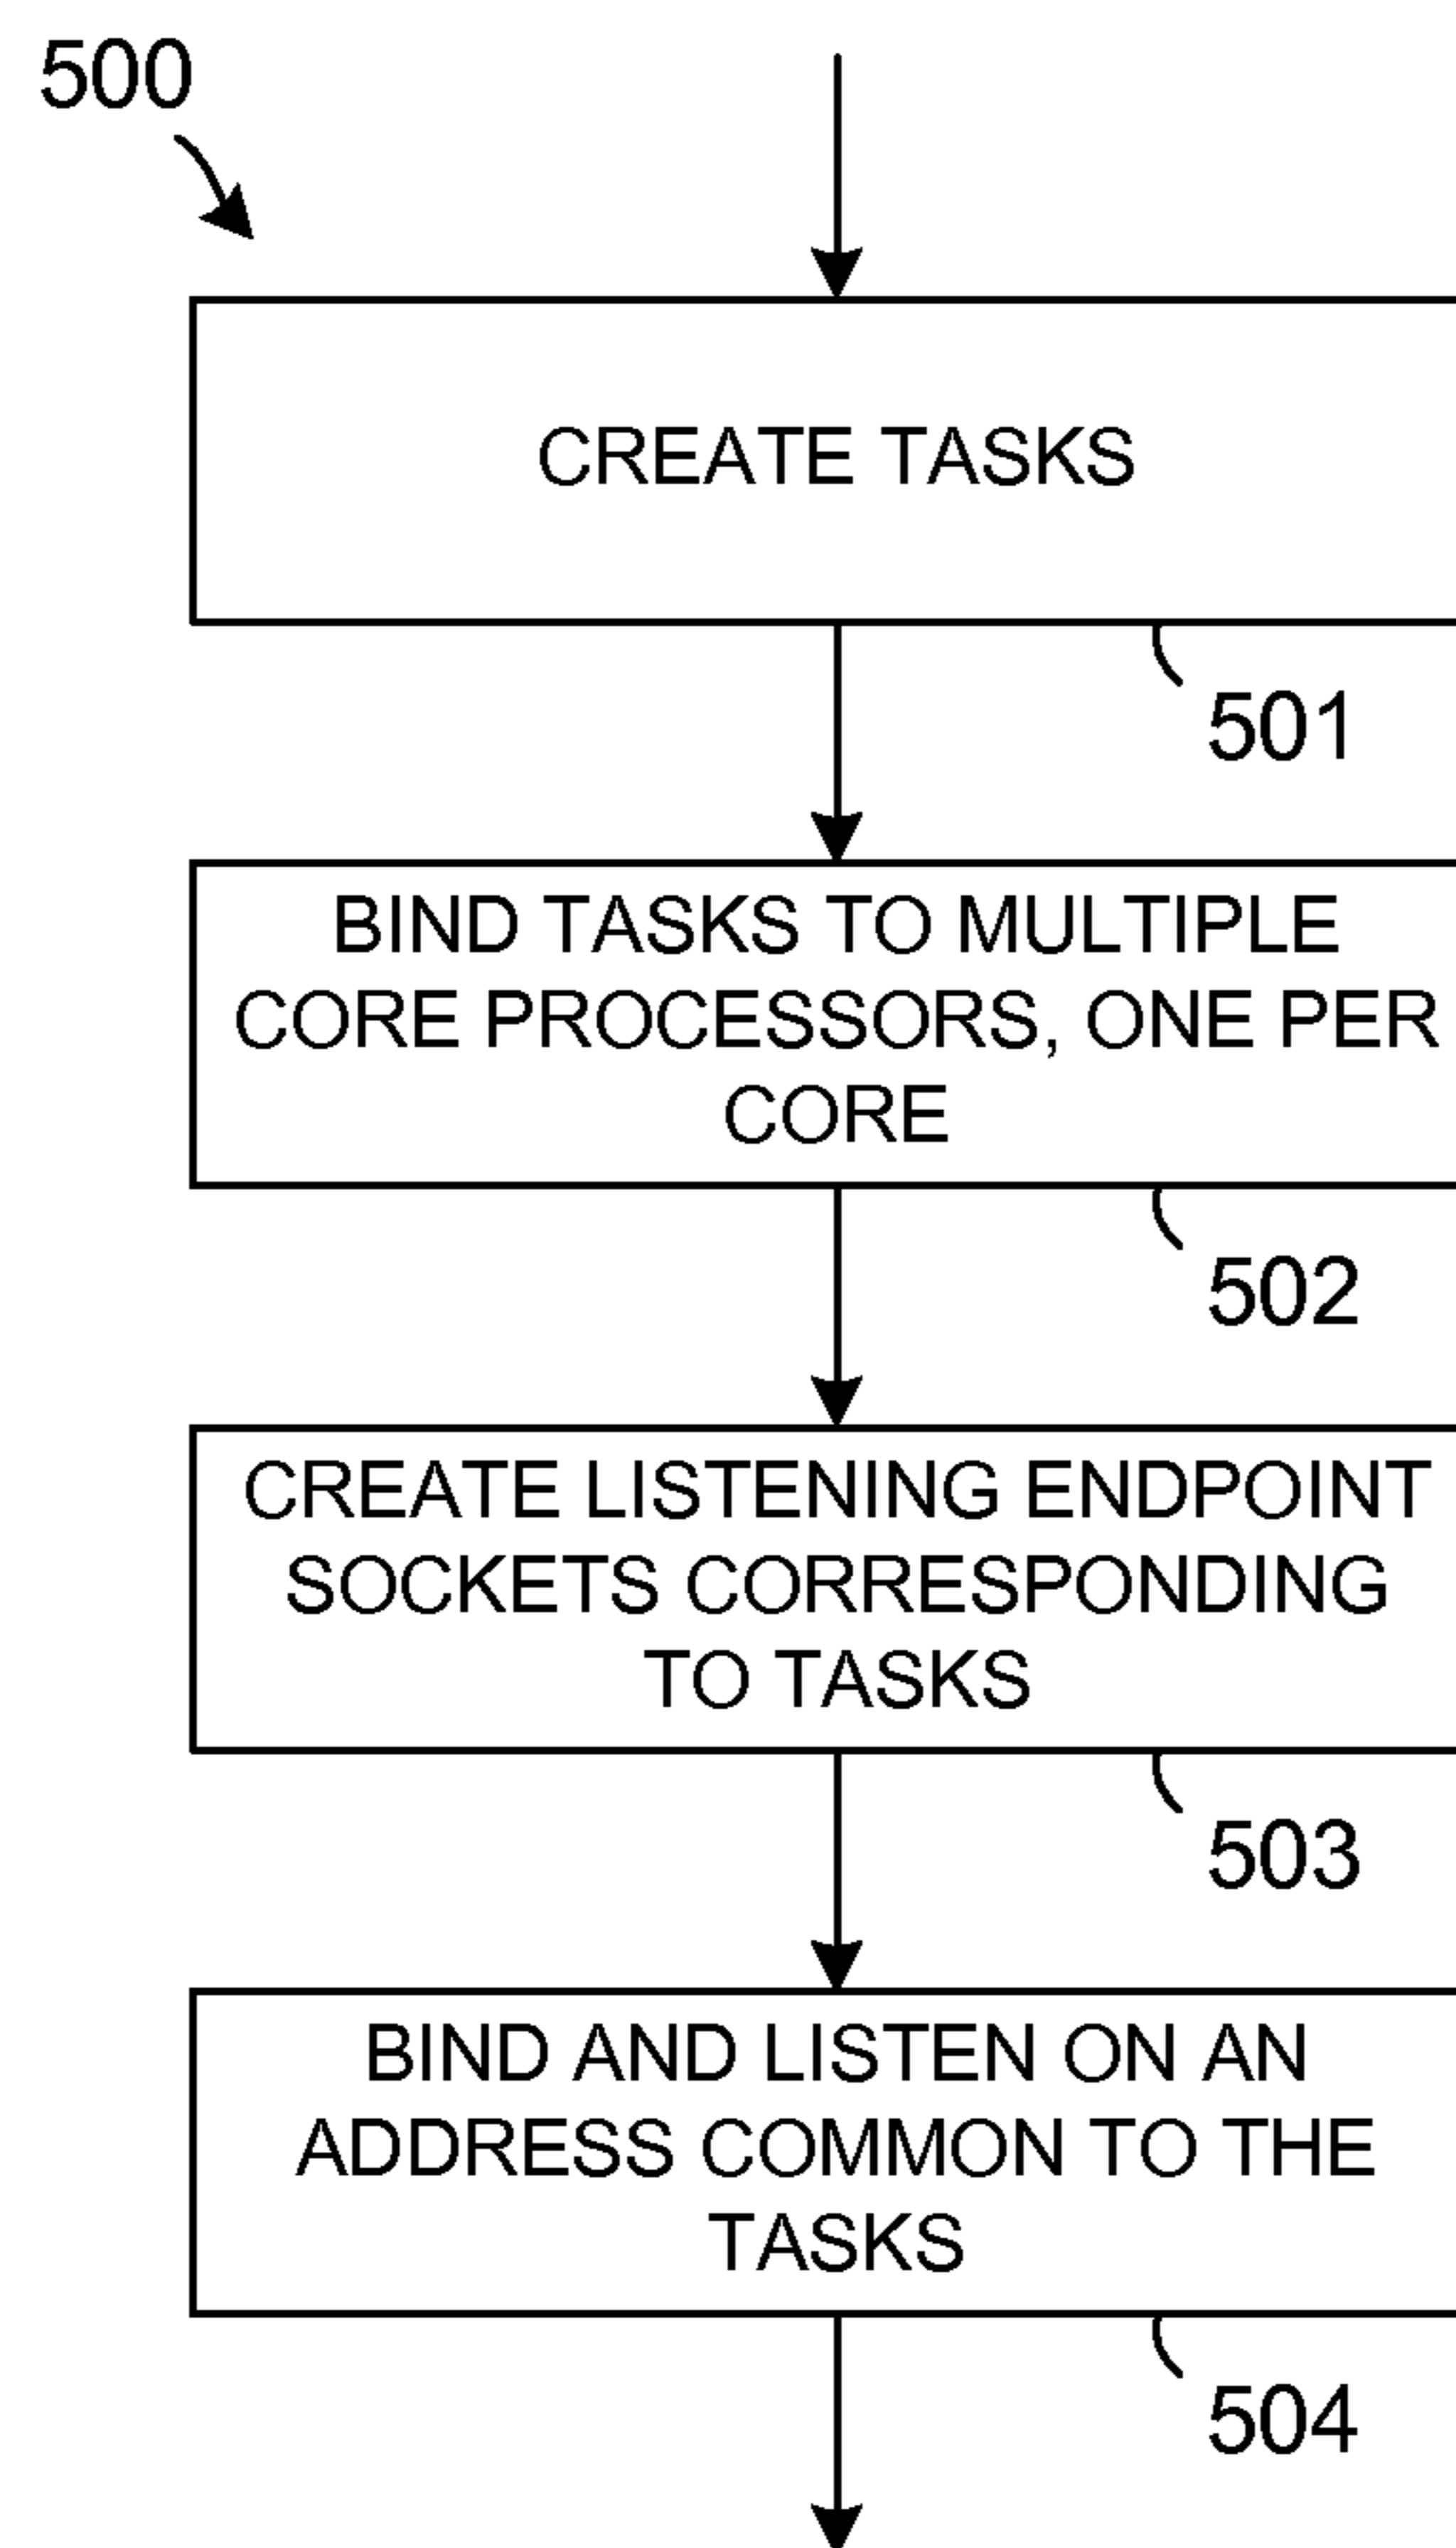 500
CREATE TASKS
501
BIND TASKS TO MULTIPLE
CORE PROCESSORS, ONE PER
CORE
502
CREATE LISTENING ENDPOINT
SOCKETS CORRESPONDING
TO TASKS
503
BIND AND LISTEN ON AN
ADDRESS COMMON TO THE
TASKS
504